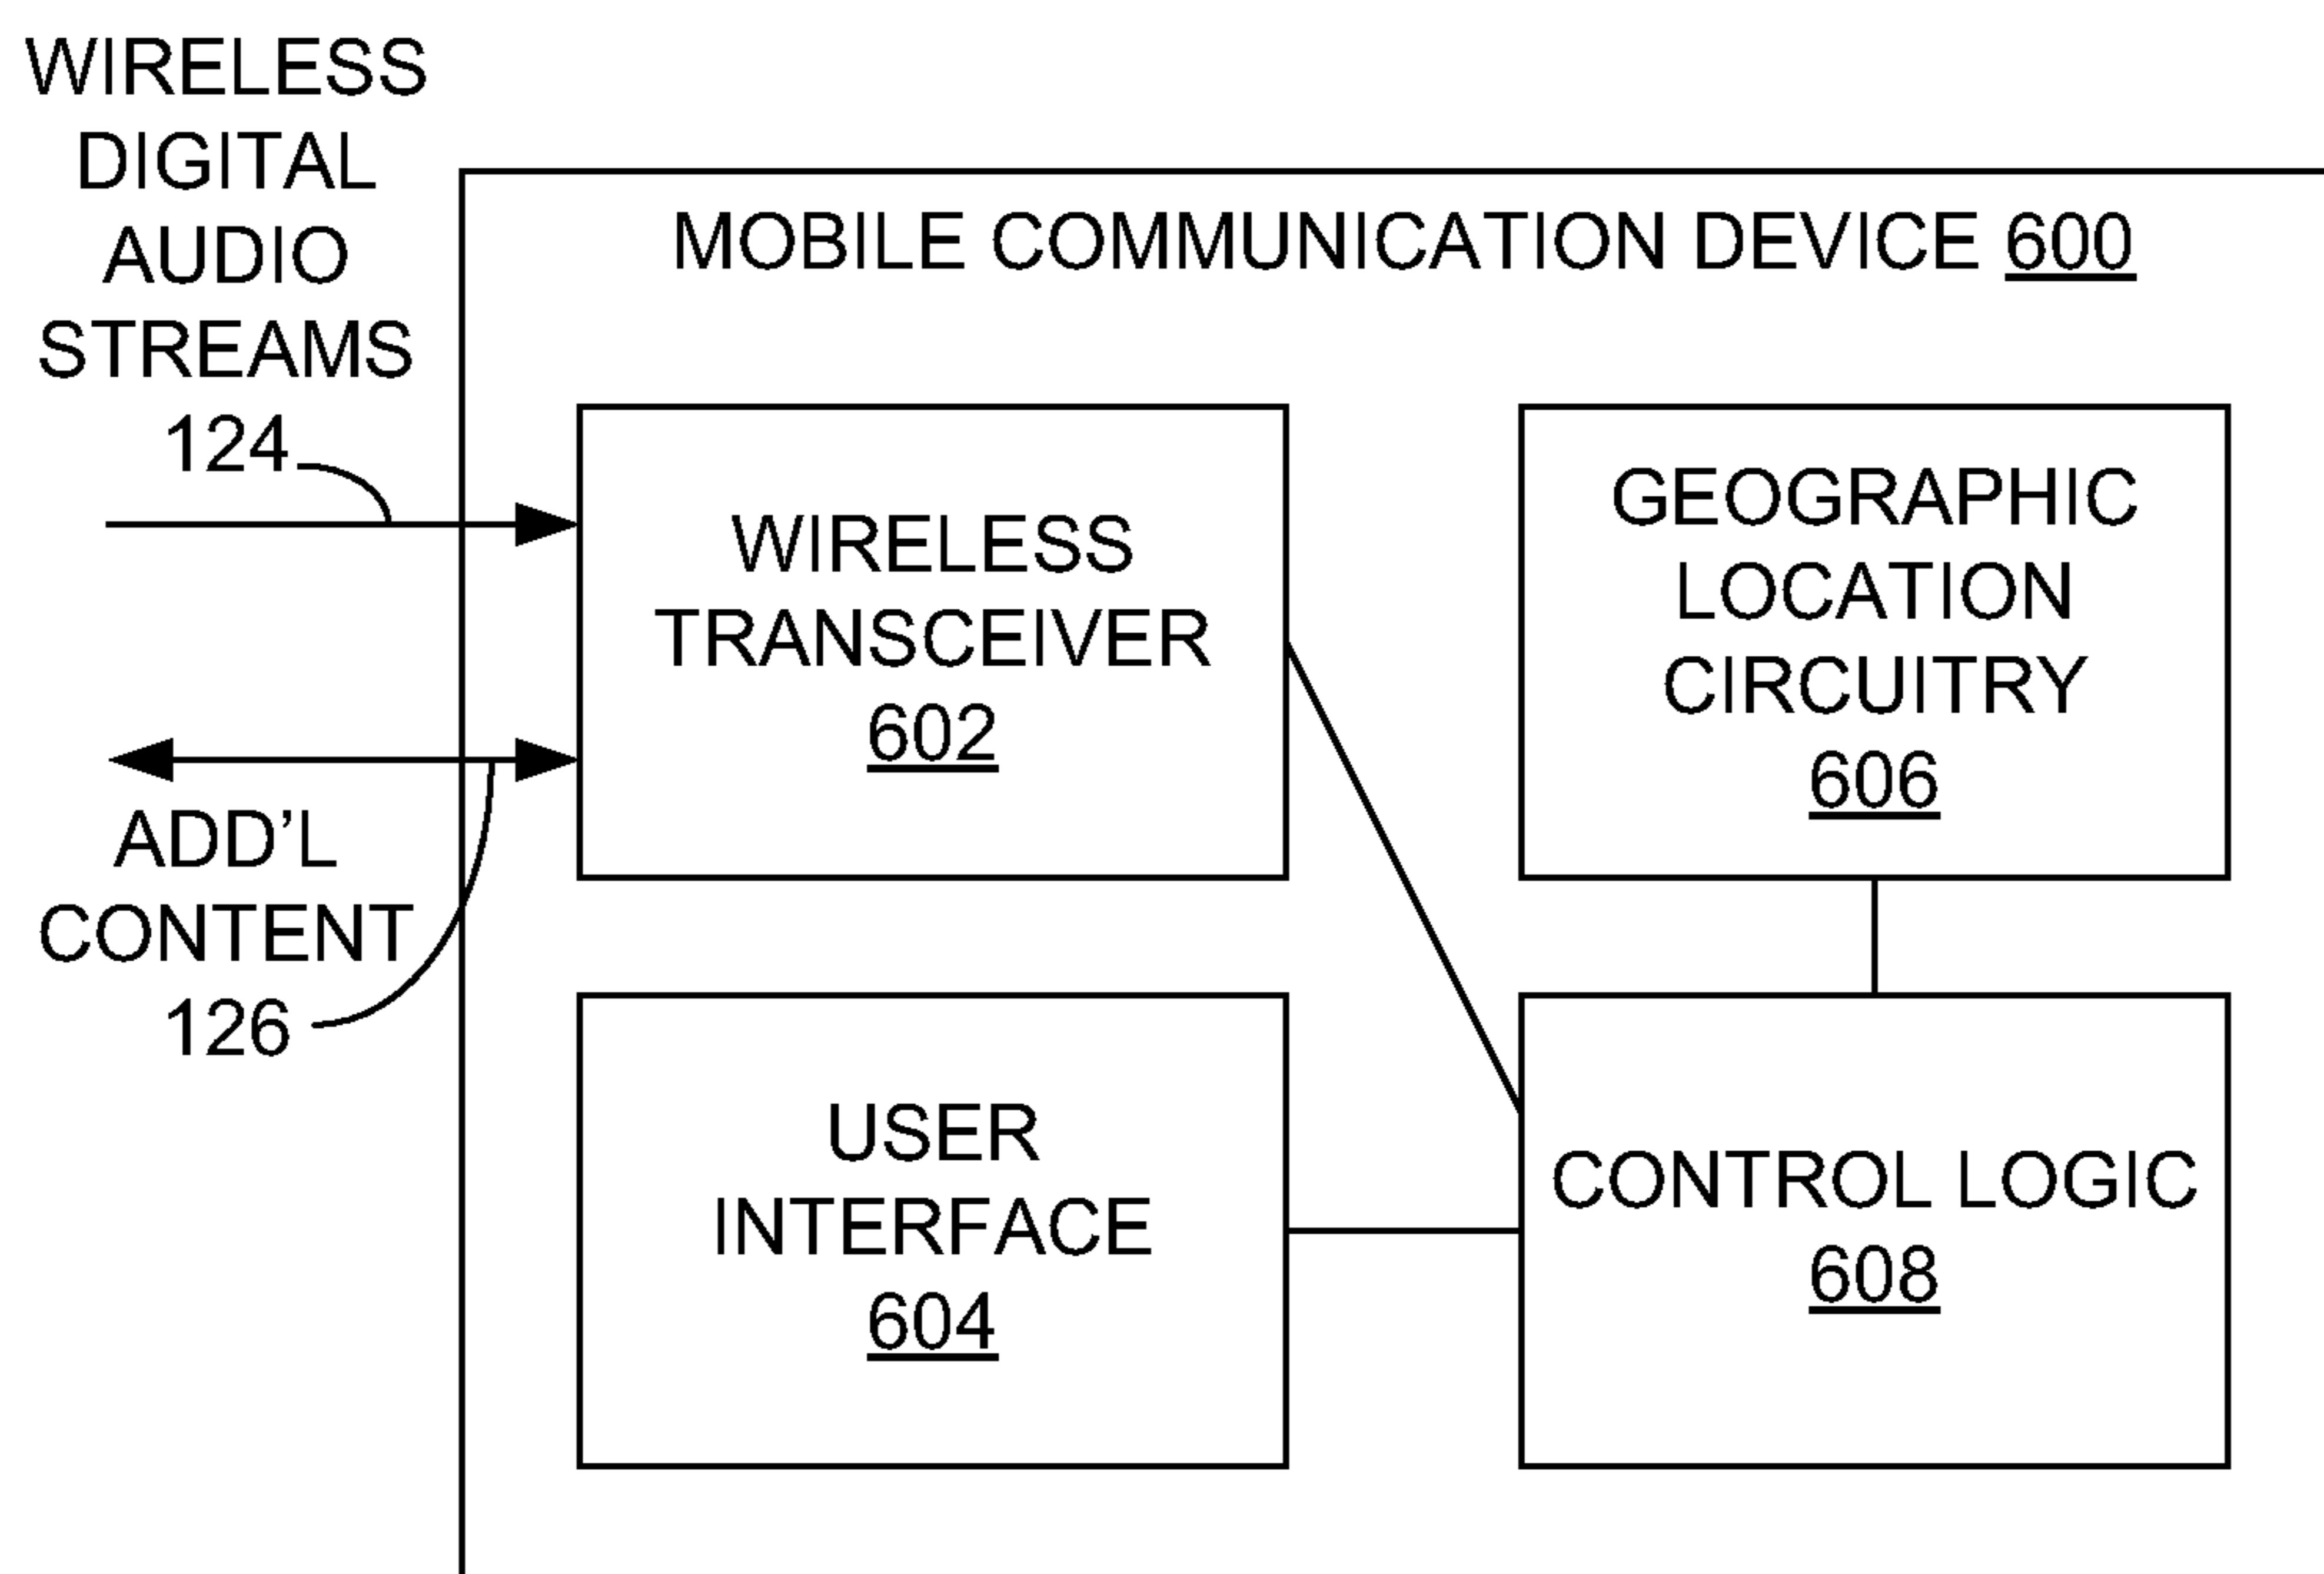 WIRELESS
DIGITAL
AUDIO
STREAMS
124
MOBILE COMMUNICATION DEVICE 600
WIRELESS
TRANSCEIVER
602
GEOGRAPHIC
LOCATION
CIRCUITRY
606
ADD'L
CONTENT
126
USER
INTERFACE
604
CONTROL LOGIC
608